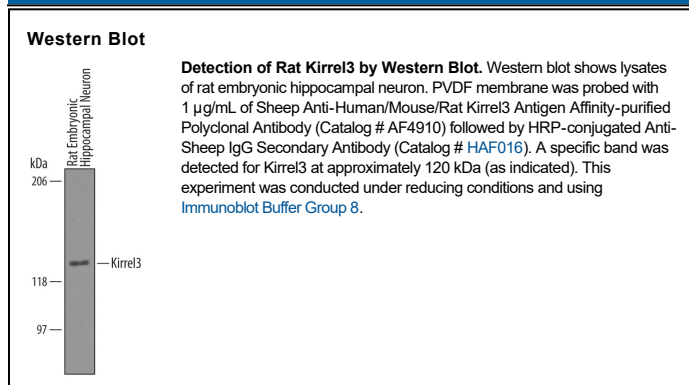 Western Blot
Rat Embryonic
Hippocampal Neuron
kDa
206
Kirrel3
118
97
Detection of Rat Kirrel3 by Western Blot. Western blot shows lysates
of rat embryonic hippocampal neuron. PVDF membrane was probed with
1 µg/mL of Sheep Anti-Human/Mouse/Rat Kirrel3 Antigen Affinity-purified
Polyclonal Antibody (Catalog # AF4910) followed by HRP-conjugated Anti-
Sheep IgG Secondary Antibody (Catalog # HAF016). A specific band was
detected for Kirrel3 at approximately 120 kDa (as indicated). This
experiment was conducted under reducing conditions and using
Immunoblot Buffer Group 8.